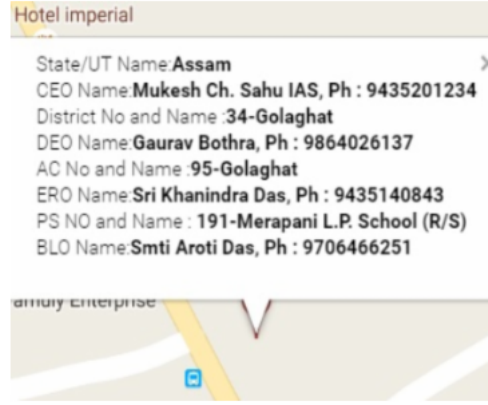 Hotel imperial
State/UT Name:Assam
CEO Name:Mukesh Ch. Sahu IAS, Ph : 9435201234
District No and Name :34-Golaghat
DEO Name:Gaurav Bothra, Ph : 9864026137
AC No and Name :95-Golaghat
ERO Name:Sri Khanindra Das, Ph : 9435140843
PS NO and Name : 191-Merapani L.P. School (R/S)
BLO Name:Smti Aroti Das, Ph : 9706466251
Enterprise